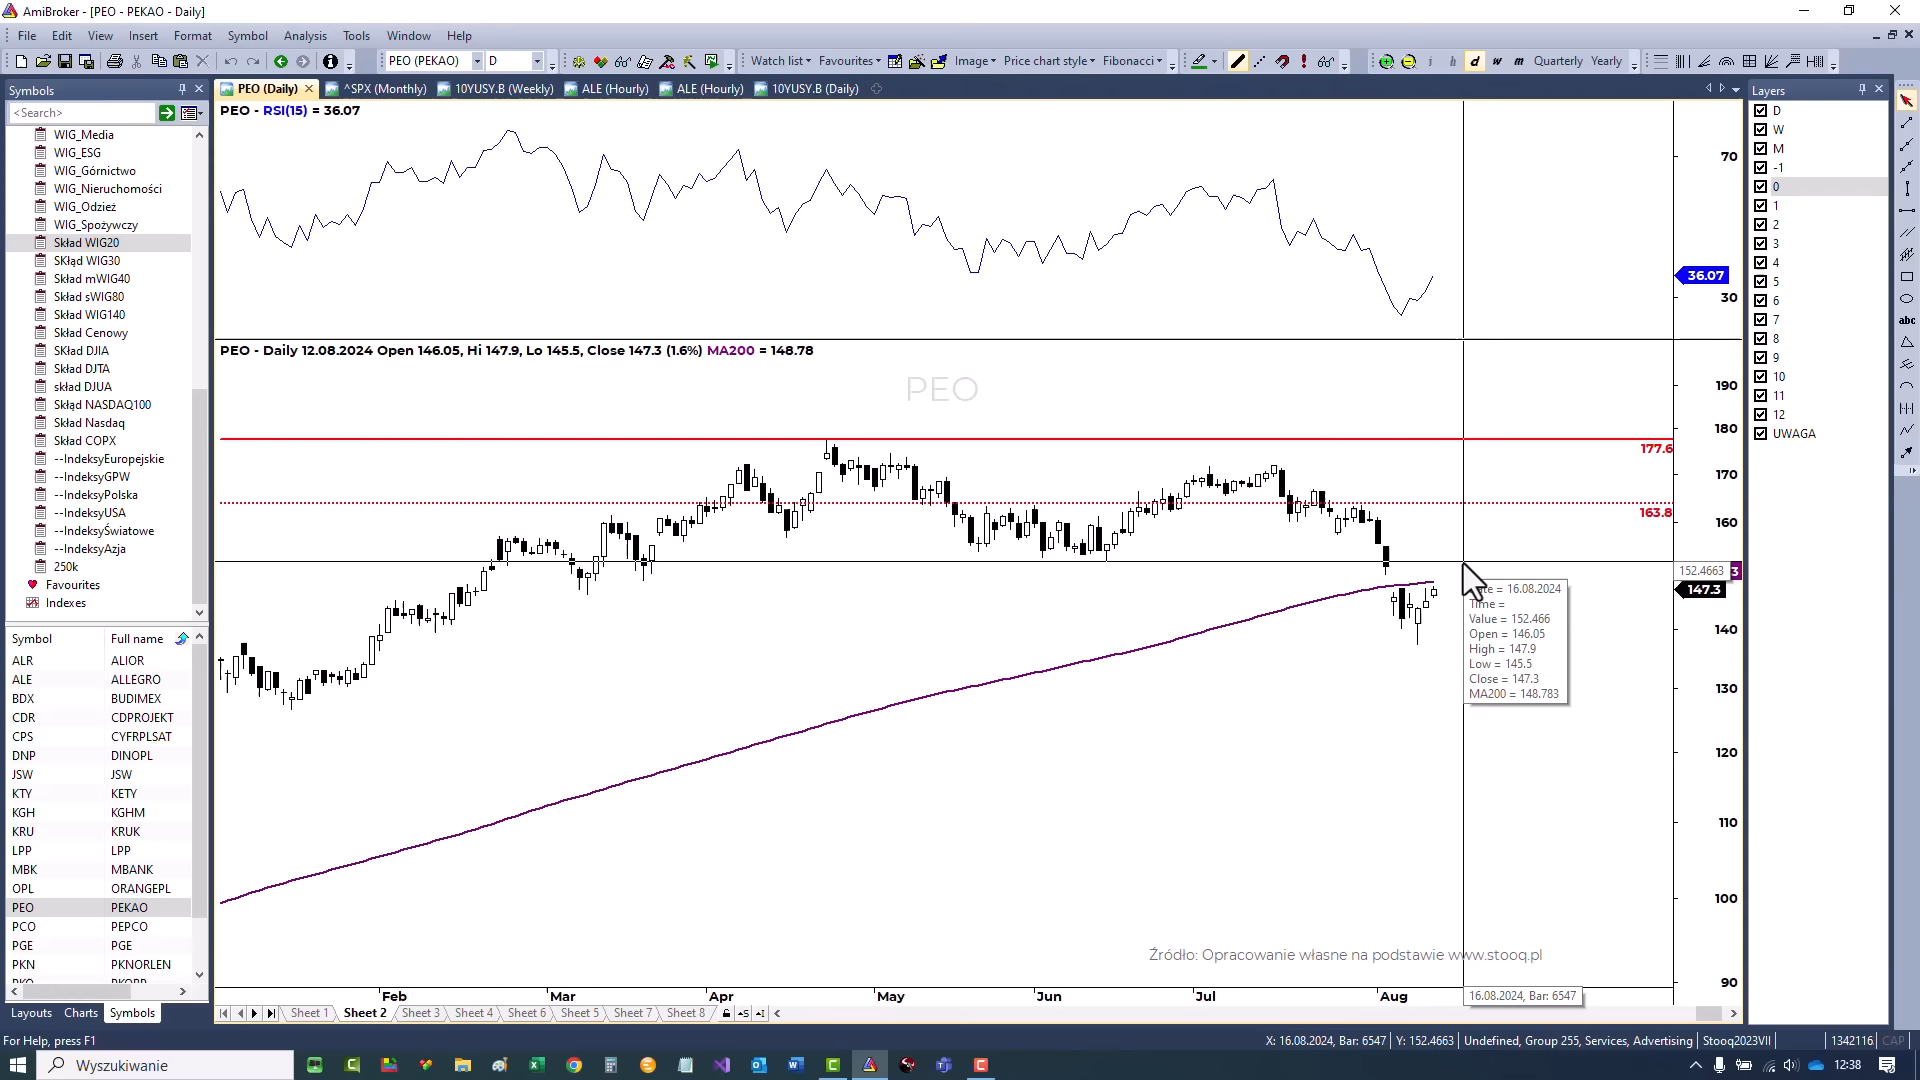 AmiBroker - [PEO - PEKAO - Daily]
File Edit View Insert Format Symbol Analysis Tools Window Help
PEO (PEKAO) D Watch list Favourites Image Price chart style Fibonacci i h d w m Quarterly Yearly
Symbols
PEO (Daily) ^SPX (Monthly) 10YUSY.B (Weekly) ALE (Hourly) ALE (Hourly) 10YUSY.B (Daily)
Layers
<Search>
WIG_Media
WIG_ESG
WIG_Górnictwo
WIG_Nieruchomości
WIG_Odzież
WIG_Spożywczy
Skład WIG20
SKłąd WIG30
Skład mWIG40
Skład sWIG80
Skład WIG140
Skład Cenowy
SKład DJIA
Skład DJTA
skład DJUA
Skłąd NASDAQ100
Skład Nasdaq
Skład COPX
--IndeksyEuropejskie
--IndeksyGPW
--IndeksyPolska
--IndeksyUSA
--IndeksyŚwiatowe
--IndeksyAzja
250k
Favourites
Indexes
Symbol Full name
ALR ALIOR
ALE ALLEGRO
BDX BUDIMEX
CDR CDPROJEKT
CPS CYFRPLSAT
DNP DINOPL
JSW JSW
KTY KETY
KGH KGHM
KRU KRUK
LPP LPP
MBK MBANK
OPL ORANGEPL
PEO PEKAO
PCO PEPCO
PGE PGE
PKN PKNORLEN
Layouts Charts Symbols
PEO - RSI(15) = 36.07
70
36.07
30
PEO - Daily 12.08.2024 Open 146.05, Hi 147.9, Lo 145.5, Close 147.3 (1.6%) MA200 = 148.78
PEO
190
180
177.6
170
163.8
160
152.4663 3
147.3
140
130
120
110
100
90
Date = 16.08.2024
Time =
Value = 152.466
Open = 146.05
High = 147.9
Low = 145.5
Close = 147.3
MA200 = 148.783
Źródło: Opracowanie własne na podstawie www.stooq.pl
Feb Mar Apr May Jun Jul Aug
16.08.2024, Bar: 6547
Sheet 1 Sheet 2 Sheet 3 Sheet 4 Sheet 6 Sheet 5 Sheet 7 Sheet 8
D
W
M
-1
0
1
2
3
4
5
6
7
8
9
10
11
12
UWAGA
abc
For Help, press F1
X: 16.08.2024, Bar: 6547 Y: 152.4663 Undefined, Group 255, Services, Advertising Stooq2023VII 1342116 CAP
Wyszukiwanie
12:38